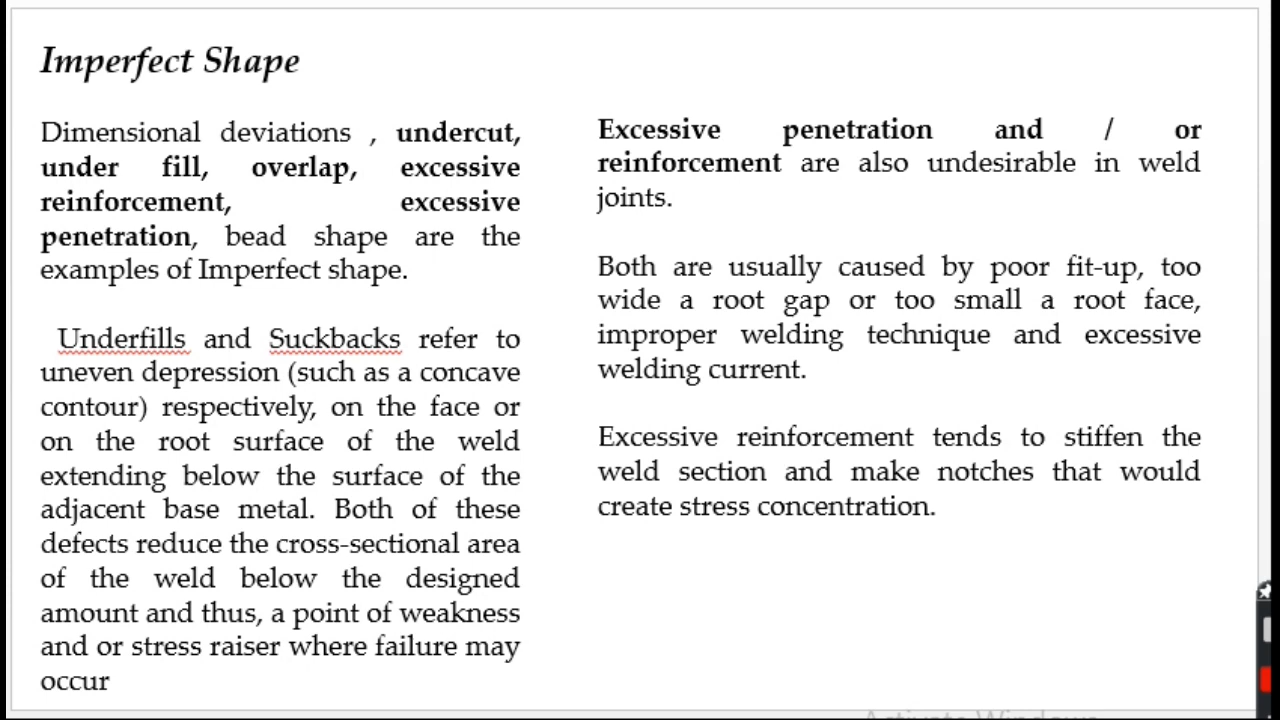 Imperfect Shape
Dimensional deviations , undercut,
under fill, overlap, excessive
reinforcement, excessive
penetration, bead shape are the
examples of Imperfect shape.
Underfills and Suckbacks refer to
uneven depression (such as a concave
contour) respectively, on the face or
on the root surface of the weld
extending below the surface of the
adjacent base metal. Both of these
defects reduce the cross-sectional area
of the weld below the designed
amount and thus, a point of weakness
and or stress raiser where failure may
occur
Excessive penetration and / or
reinforcement are also undesirable in weld
joints.
Both are usually caused by poor fit-up, too
wide a root gap or too small a root face,
improper welding technique and excessive
welding current.
Excessive reinforcement tends to stiffen the
weld section and make notches that would
create stress concentration.
Activate Windows